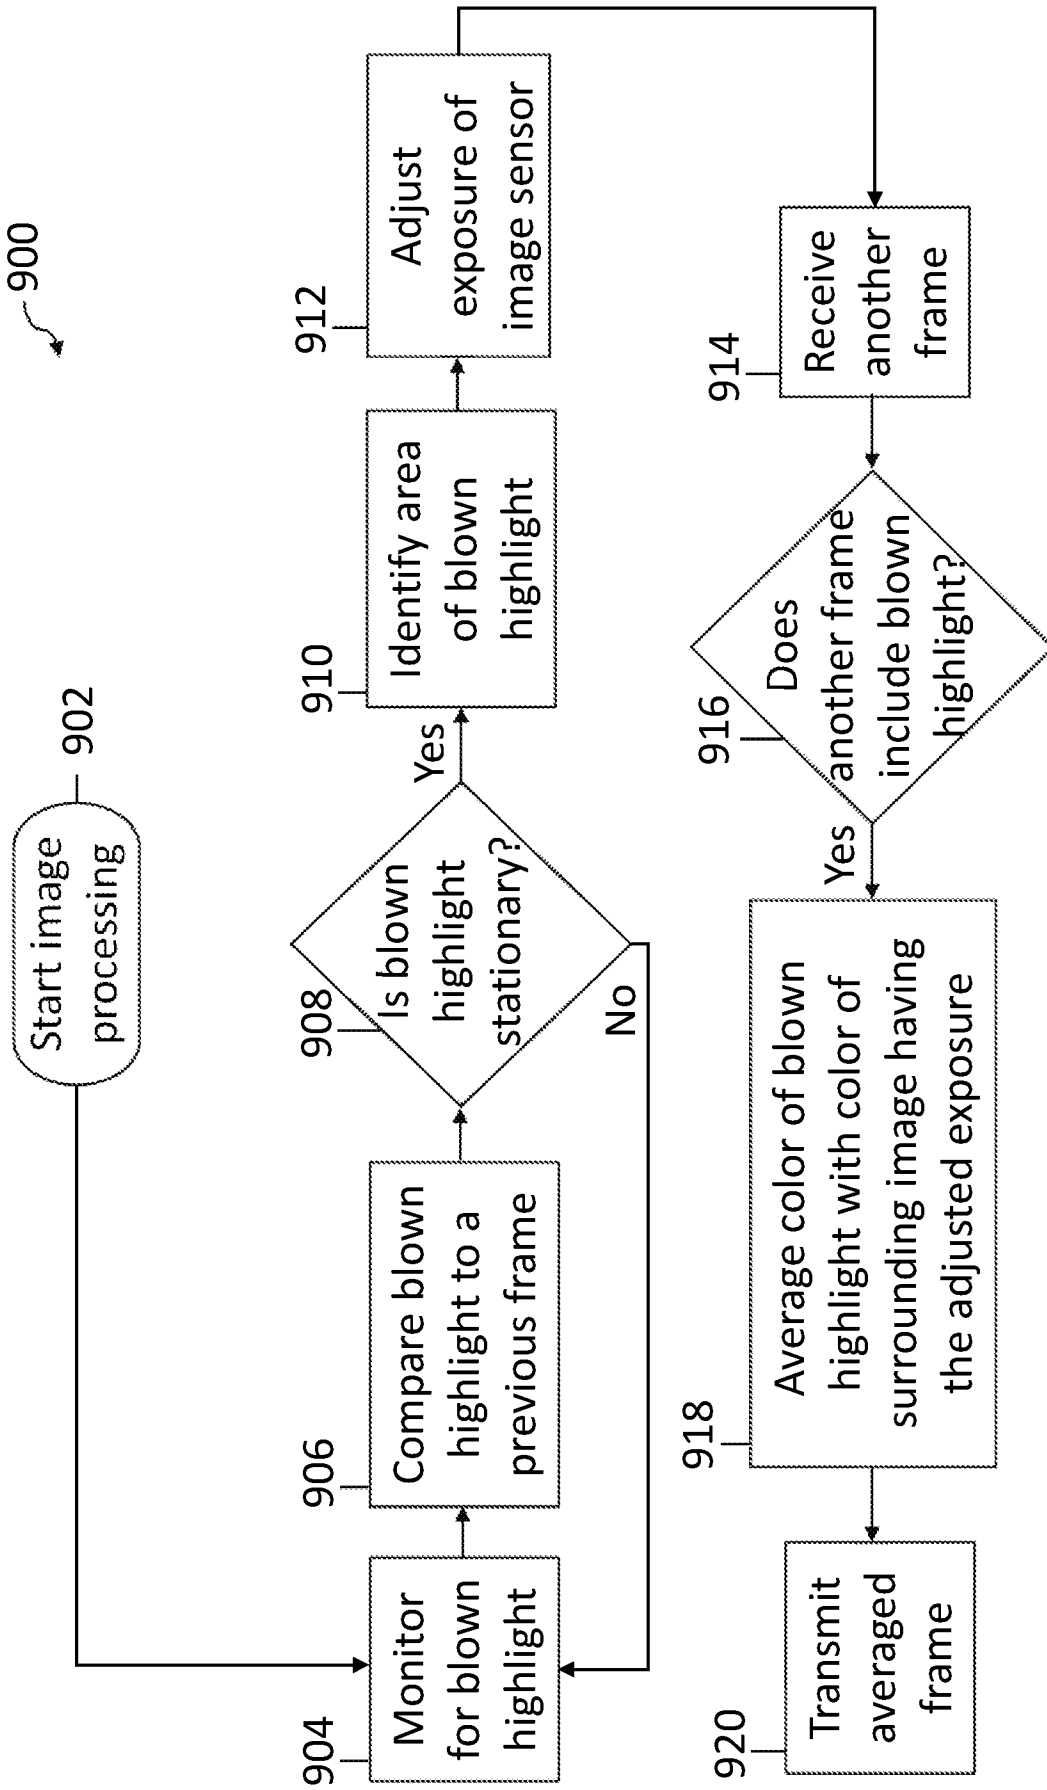 900
Start image
processing
902
904
Monitor
for blown
highlight
906
Compare blown
highlight to a
previous frame
908
Is blown
highlight
stationary?
Yes
No
910
Identify area
of blown
highlight
912
Adjust
exposure of
image sensor
914
Receive
another
frame
916
Does
another frame
include blown
highlight?
Yes
918
Average color of blown
highlight with color of
surrounding image having
the adjusted exposure
920
Transmit
averaged
frame